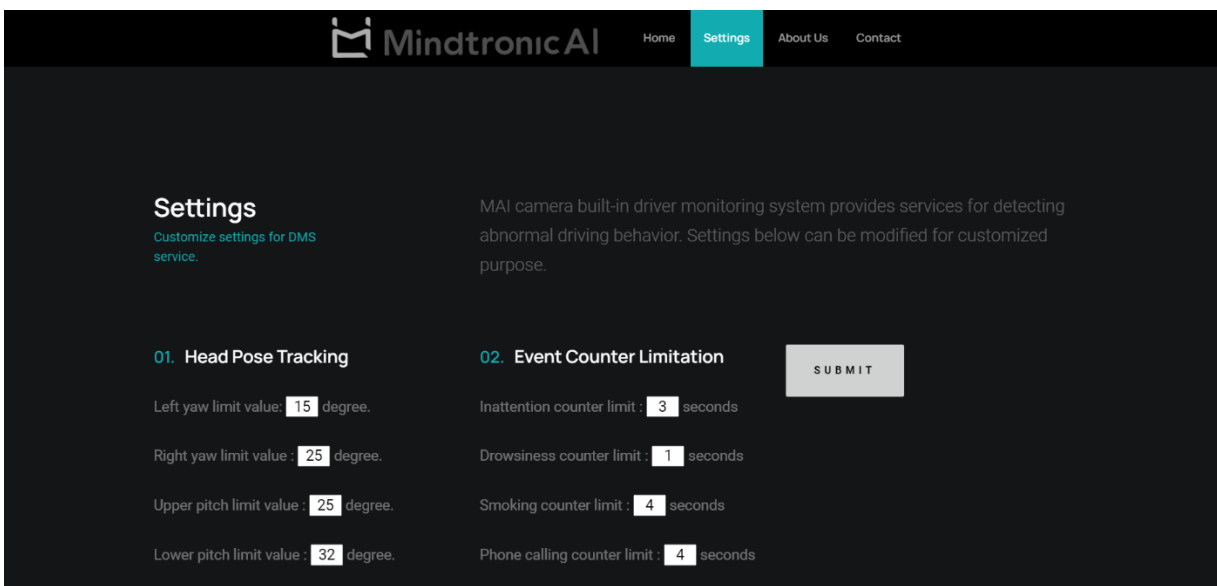 MindtronicAI
Home
Settings
About Us
Contact
Settings
Customize settings for DMS
service.
MAI camera built-in driver monitoring system provides services for detecting
abnormal driving behavior. Settings below can be modified for customized
purpose.
01. Head Pose Tracking
Left yaw limit value: 15 degree.
Right yaw limit value : 25 degree.
Upper pitch limit value : 25 degree.
Lower pitch limit value : 32 degree.
02. Event Counter Limitation
Inattention counter limit : 3 seconds
Drowsiness counter limit : 1 seconds
Smoking counter limit : 4 seconds
Phone calling counter limit : 4 seconds
SUBMIT